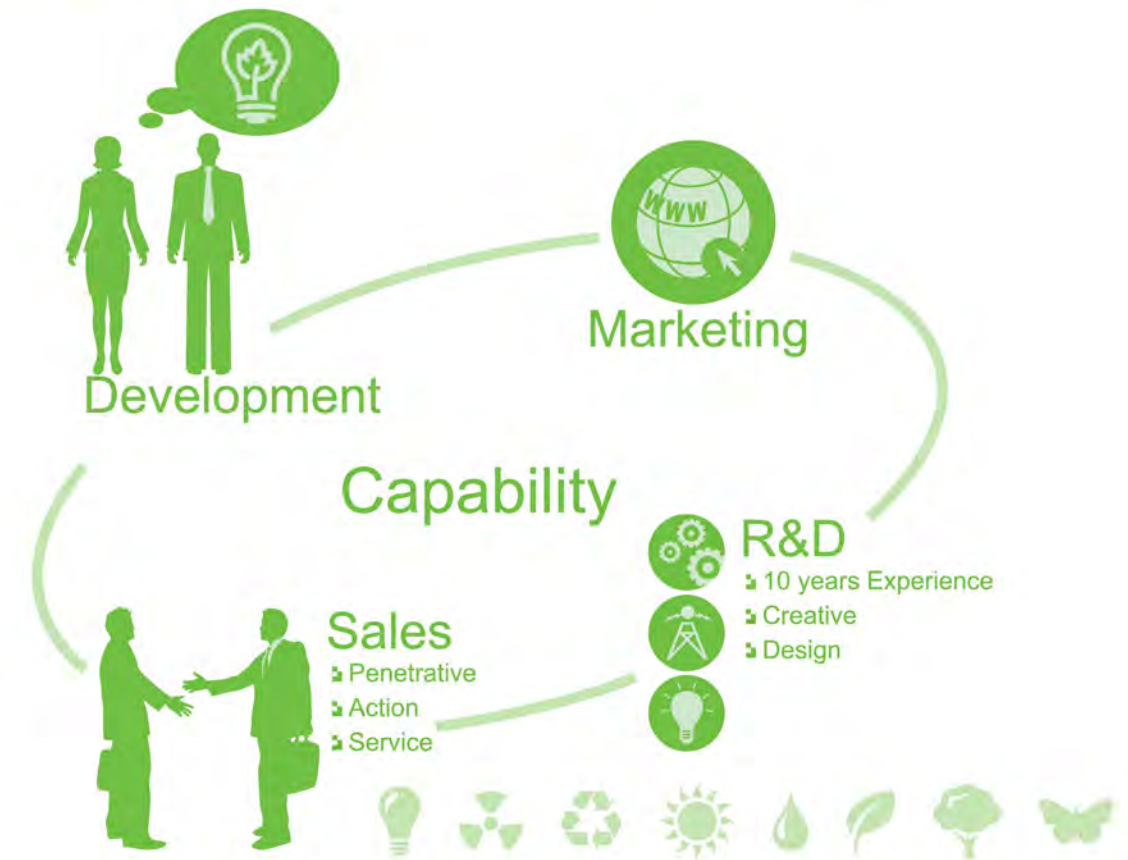 WWW
Marketing
Development
Capability
R&D
10 years Experience
Creative
Design
Sales
Penetrative
Action
Service